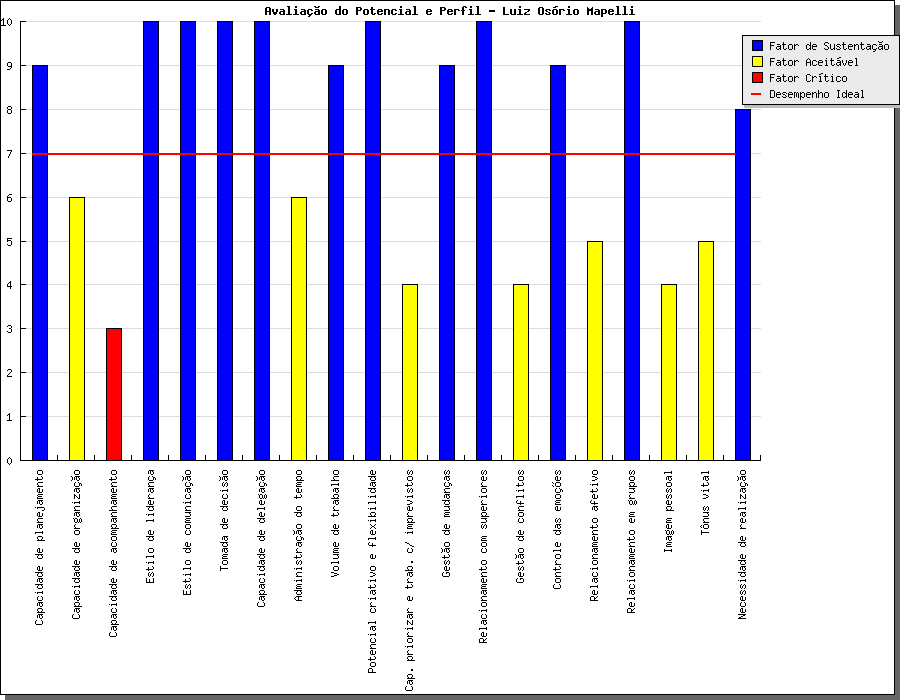 Avaliação do Potencial e Perfil - Luiz Osório Mapelli
10
9
8
7
6
5
4
3
2
1
0
Fator de Sustentação
Fator Aceitável
Fator Crítico
Desempenho Ideal
Capacidade de planejamento
Capacidade de organização
Capacidade de acompanhamento
Estilo de liderança
Estilo de comunicação
Tomada de decisão
Capacidade de delegação
Administração do tempo
Volume de trabalho
Potencial criativo e flexibilidade
Cap. priorizar e trab. c/ imprevistos
Gestão de mudanças
Relacionamento com superiores
Gestão de conflitos
Controle das emoções
Relacionamento afetivo
Relacionamento em grupos
Imagem pessoal
Tônus vital
Necessidade de realização